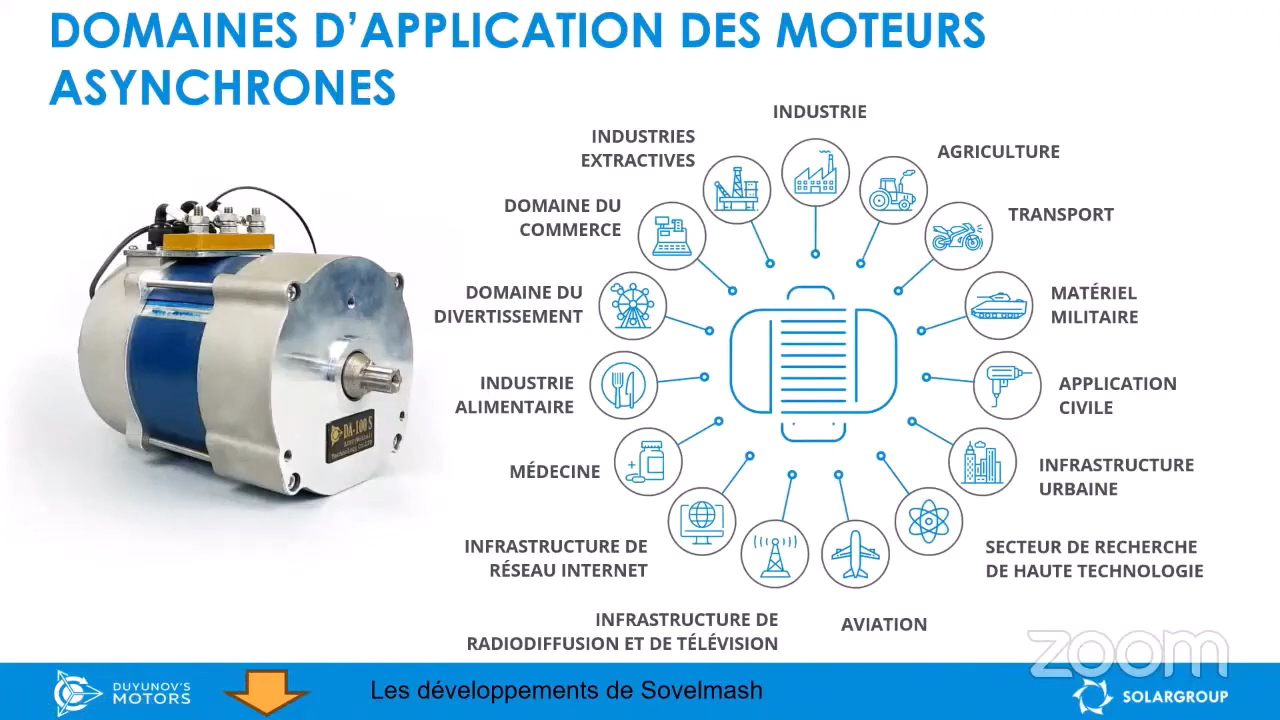 DOMAINES D’APPLICATION DES MOTEURS
ASYNCHRONES
INDUSTRIE
INDUSTRIES
EXTRACTIVES
AGRICULTURE
DOMAINE DU
COMMERCE
TRANSPORT
DOMAINE DU
DIVERTISSEMENT
MATÉRIEL
MILITAIRE
INDUSTRIE
ALIMENTAIRE
APPLICATION
CIVILE
MÉDECINE
INFRASTRUCTURE
URBAINE
INFRASTRUCTURE DE
RÉSEAU INTERNET
SECTEUR DE RECHERCHE
DE HAUTE TECHNOLOGIE
INFRASTRUCTURE DE
RADIODIFFUSION ET DE TÉLÉVISION
AVIATION
DA-100 S
zoom
DUYUNOV'S
MOTORS
Les développements de Sovelmash
SOLARGROUP